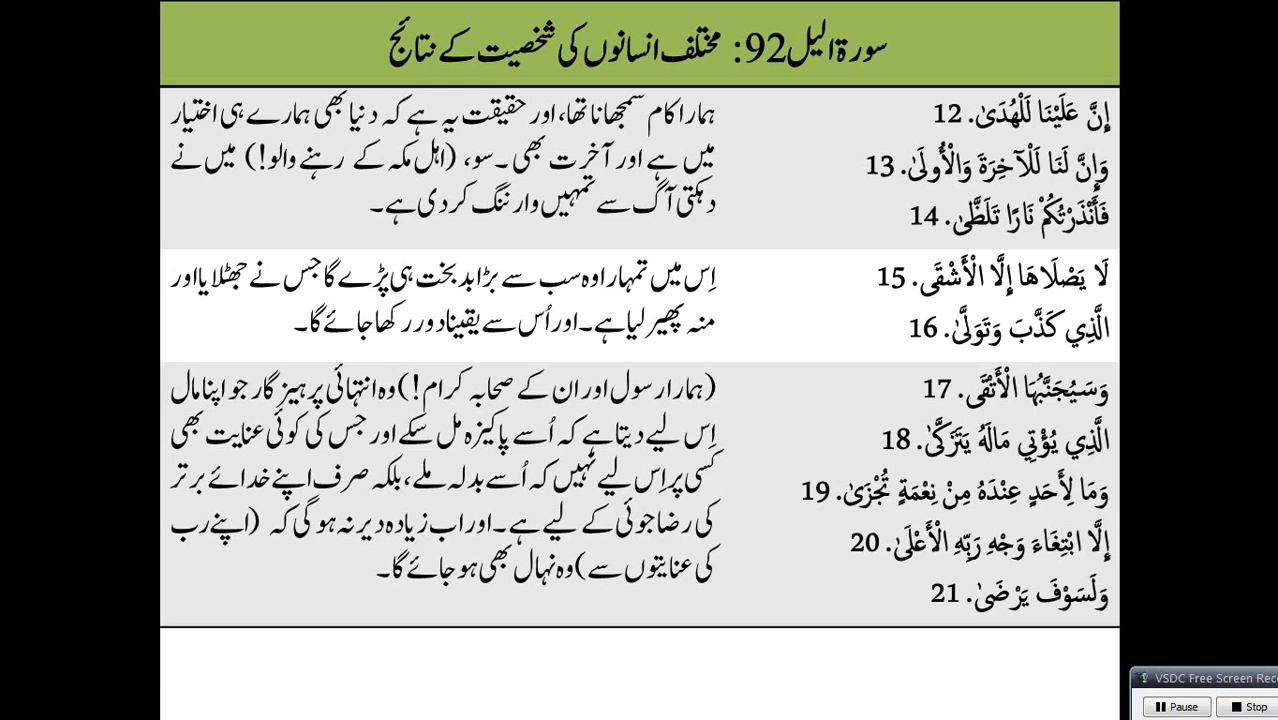 سورۃ الیل 92: مختلف انسانوں کی شخصیت کے نتائج
إِنَّ عَلَيْنَا لَلْهُدَىٰ. 12
وَإِنَّ لَنَا لَلْآخِرَةَ وَالْأُولَىٰ. 13
فَأَنْذَرْتُكُمْ نَارًا تَلَظَّىٰ. 14
ہمارا کام سمجھانا تھا، اور حقیقت یہ ہے کہ دنیا بھی ہمارے ہی اختیار
میں ہے اور آخرت بھی۔ سو، (اہل مکہ کے رہنے والو!) میں نے
دہکتی آگ سے تمہیں وارننگ کر دی ہے۔
لَا يَصْلَاهَا إِلَّا الْأَشْقَى. 15
الَّذِي كَذَّبَ وَتَوَلَّىٰ. 16
اِس میں تمہارا وہ سب سے بڑا بد بخت ہی پڑے گا جس نے جھٹلایا اور
منہ پھیر لیا ہے۔ اور اُس سے یقینا دور رکھا جائے گا۔
وَسَيُجَنَّبُهَا الْأَتْقَى. 17
الَّذِي يُؤْتِي مَالَهُ يَتَزَكَّىٰ. 18
وَمَا لِأَحَدٍ عِنْدَهُ مِنْ نِعْمَةٍ تُجْزَىٰ. 19
إِلَّا ابْتِغَاءَ وَجْهِ رَبِّهِ الْأَعْلَىٰ. 20
وَلَسَوْفَ يَرْضَىٰ. 21
(ہمارا رسول اور ان کے صحابہ کرام!) وہ انتہائی پرہیز گار جو اپنا مال
اِس لیے دیتا ہے کہ اُسے پاکیزہ مل سکے اور جس کی کوئی عنایت بھی
کسی پر اِس لیے نہیں کہ اُسے بدلہ ملے، بلکہ صرف اپنے خدائے برتر
کی رضا جوئی کے لیے ہے۔ اور اب زیادہ دیر نہ ہو گی کہ (اپنے رب
کی عنایتوں سے) وہ نہال بھی ہو جائے گا۔
VSDC Free Screen Rec
Pause
Stop